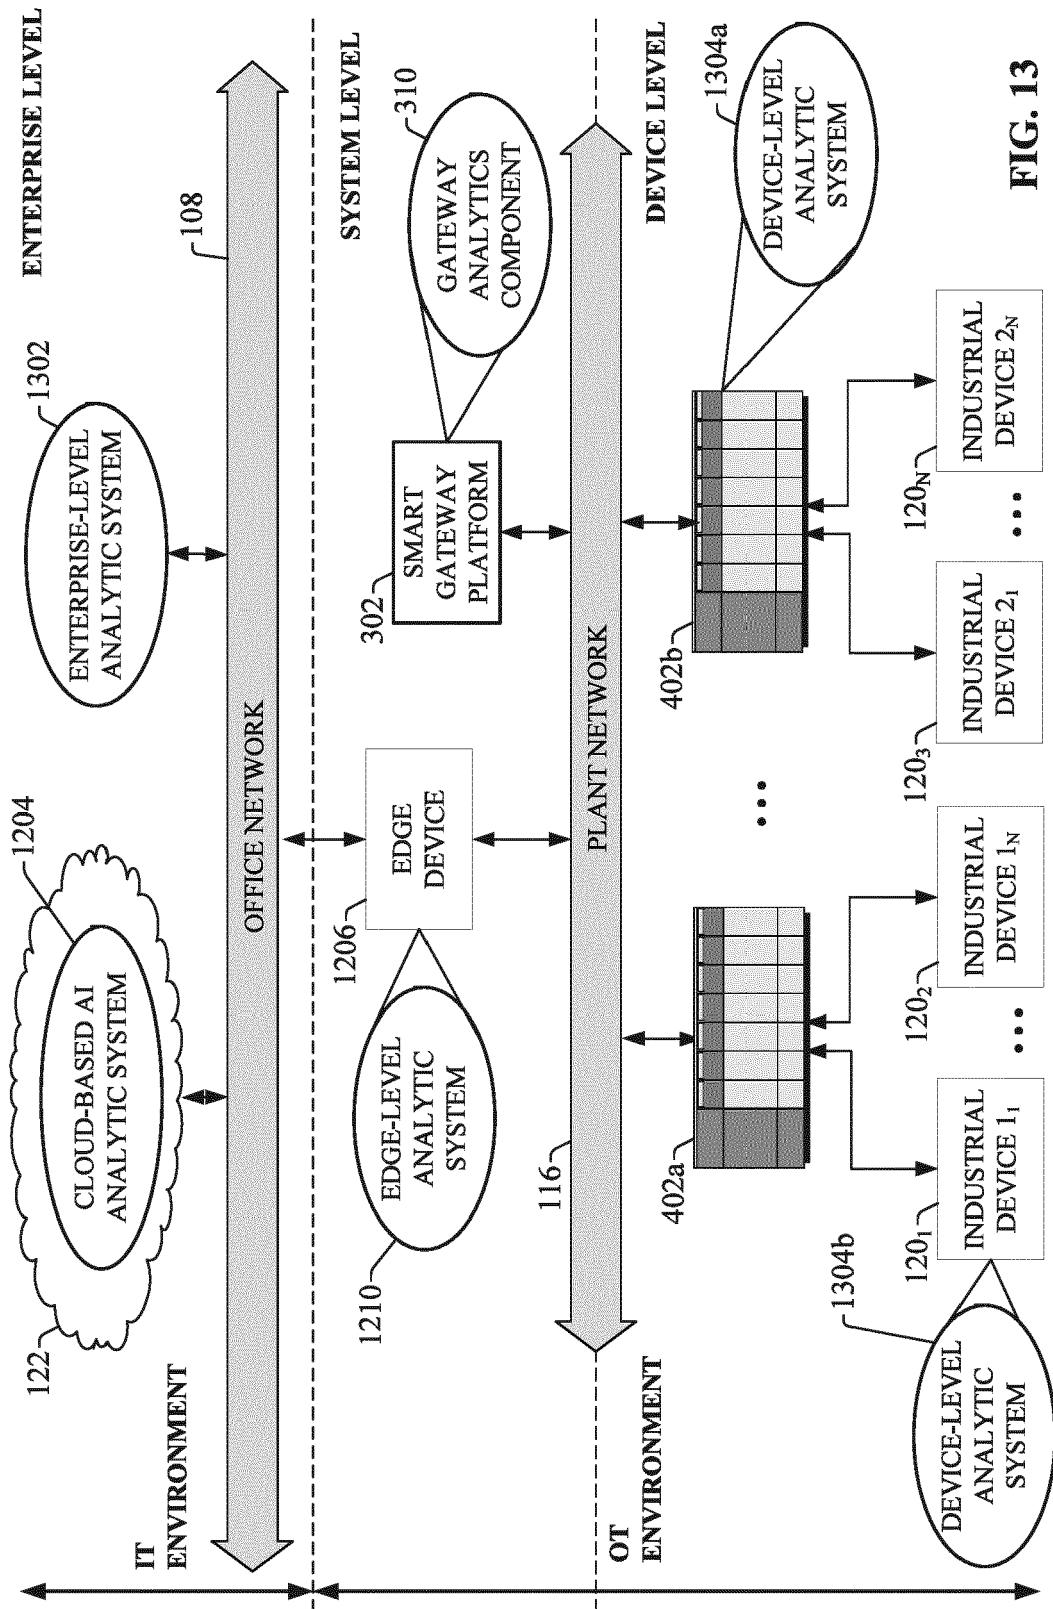 IT
ENVIRONMENT
ENTERPRISE LEVEL
122
CLOUD-BASED AI
ANALYTIC SYSTEM
1204
ENTERPRISE-LEVEL
ANALYTIC SYSTEM
1302
OFFICE NETWORK
108
SYSTEM LEVEL
1210
EDGE-LEVEL
ANALYTIC
SYSTEM
1206
EDGE
DEVICE
302
SMART
GATEWAY
PLATFORM
GATEWAY
ANALYTICS
COMPONENT
310
116
PLANT NETWORK
OT
ENVIRONMENT
DEVICE LEVEL
402a
...
402b
1304a
DEVICE-LEVEL
ANALYTIC
SYSTEM
1304b
DEVICE-LEVEL
ANALYTIC
SYSTEM
120₁
INDUSTRIAL
DEVICE 1₁
...
120₂
INDUSTRIAL
DEVICE 1N
120₃
INDUSTRIAL
DEVICE 2₁
...
120N
INDUSTRIAL
DEVICE 2N
FIG. 13